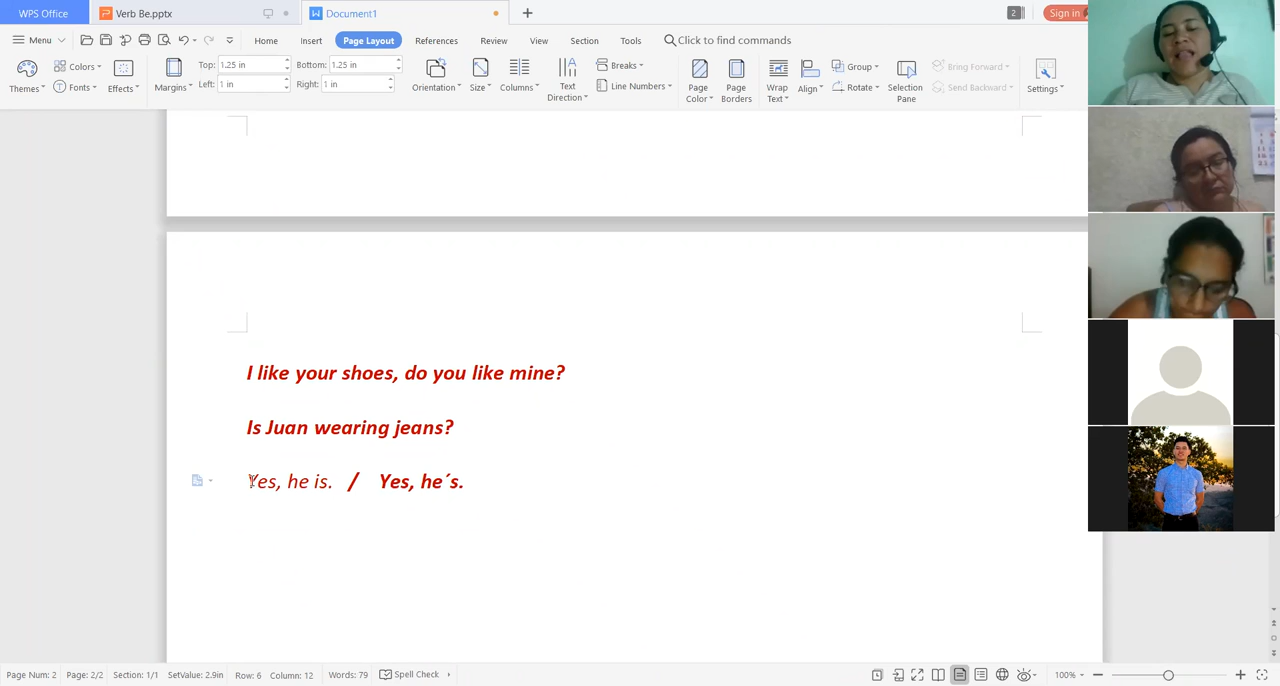 WPS Office Verb Be.pptx Document1 2 Sign in
Menu Home Insert Page Layout References Review View Section Tools Click to find commands
Themes Colors Fonts Effects Margins Top: 1.25 in Bottom: 1.25 in Left: 1 in Right: 1 in Orientation Size Columns Text Direction Breaks Line Numbers Page Color Page Borders Wrap Text Align Group Rotate Selection Pane Bring Forward Send Backward Settings
I like your shoes, do you like mine?
Is Juan wearing jeans?
Yes, he is. / Yes, he´s.
Page Num: 2 Page: 2/2 Section: 1/1 SetValue: 2.9in Row: 6 Column: 12 Words: 79 Spell Check 100%